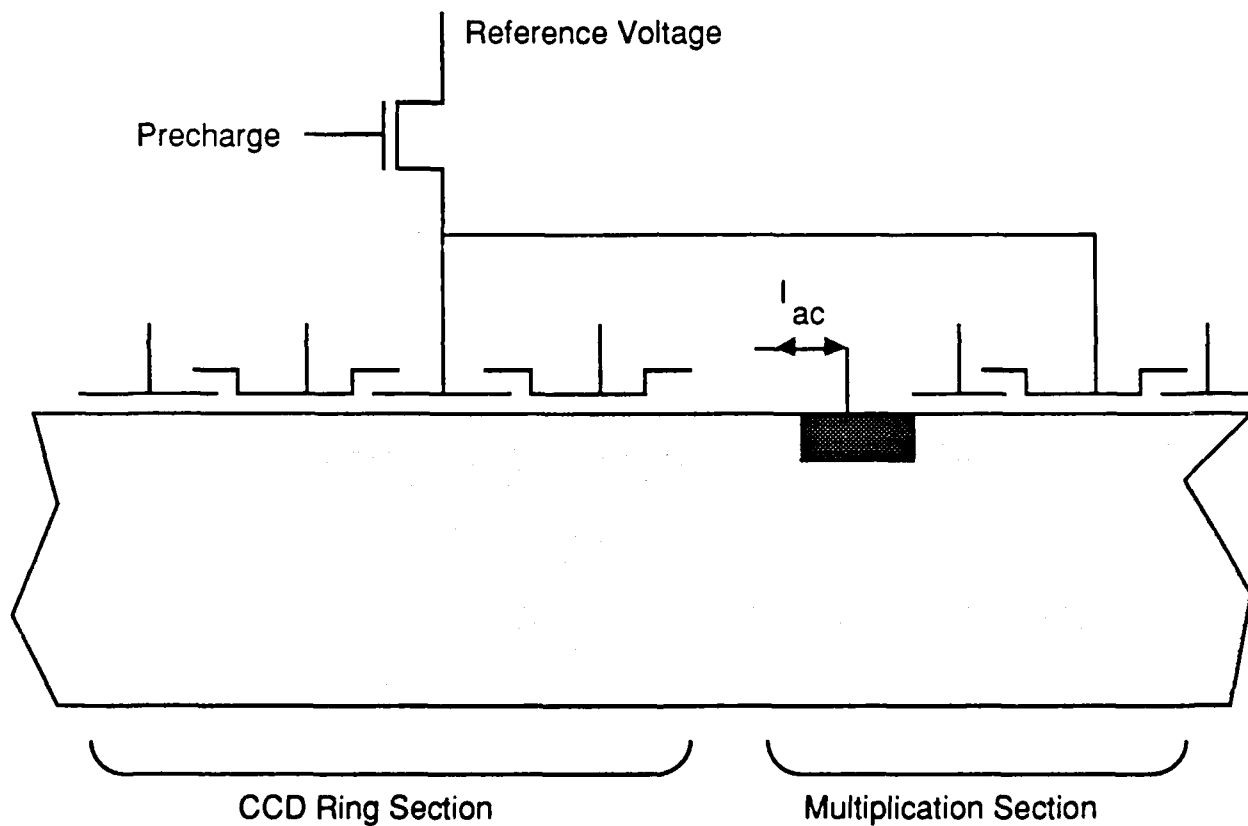 Reference Voltage
Precharge
I ac
CCD Ring Section
Multiplication Section